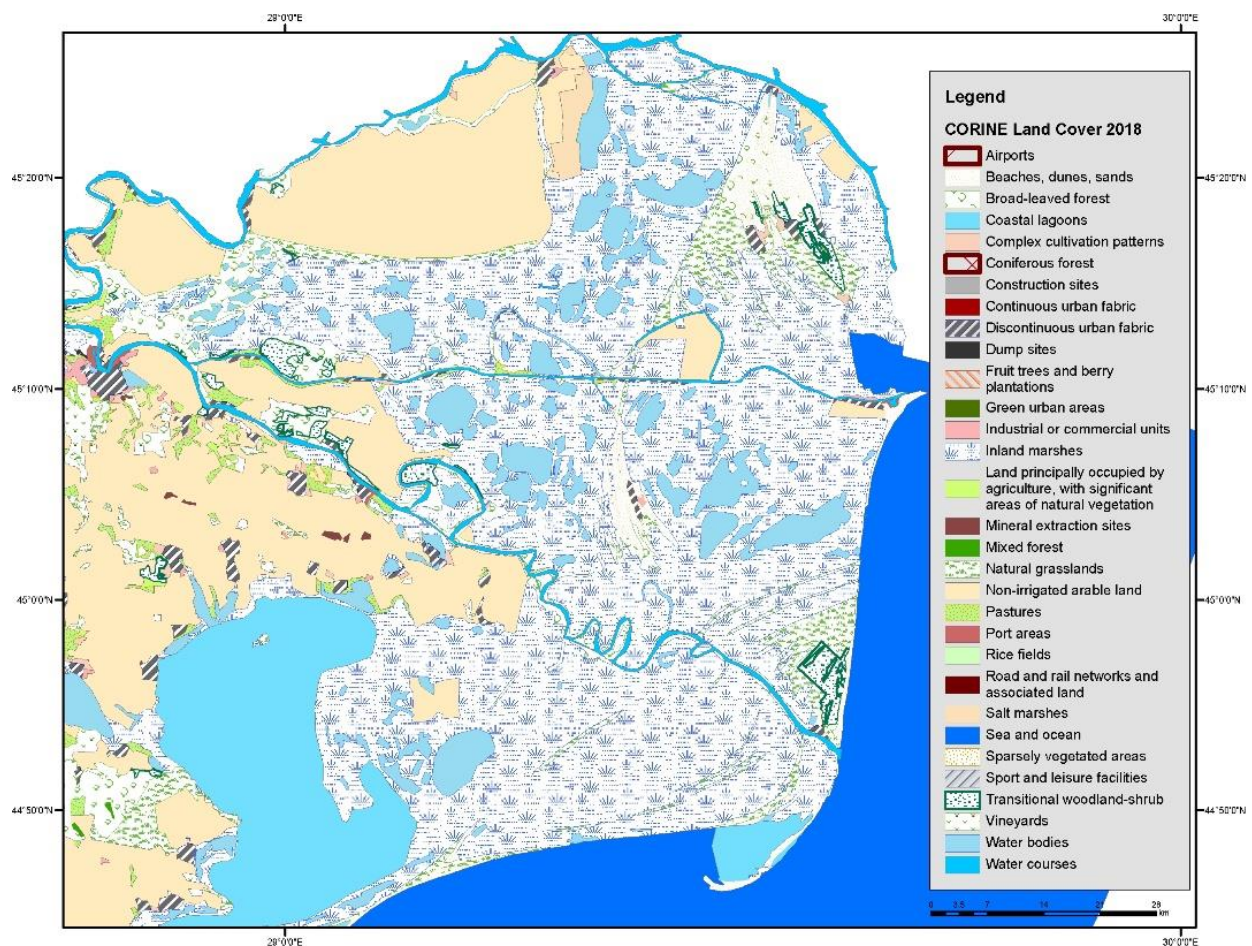 29°0'0"E
30°0'0"E
45°20'0"N
45°20'0"N
45°10'0"N
45°10'0"N
45°0'0"N
45°0'0"N
44°50'0"N
44°50'0"N
Legend
CORINE Land Cover 2018
Airports
Beaches, dunes, sands
Broad-leaved forest
Coastal lagoons
Complex cultivation patterns
Coniferous forest
Construction sites
Continuous urban fabric
Discontinuous urban fabric
Dump sites
Fruit trees and berry
plantations
Green urban areas
Industrial or commercial units
Inland marshes
Land principally occupied by
agriculture, with significant
areas of natural vegetation
Mineral extraction sites
Mixed forest
Natural grasslands
Non-irrigated arable land
Pastures
Port areas
Rice fields
Road and rail networks and
associated land
Salt marshes
Sea and ocean
Sparsely vegetated areas
Sport and leisure facilities
Transitional woodland-shrub
Vineyards
Water bodies
Water courses
0 3.5 7 14 21 28
km
29°0'0"E
30°0'0"E